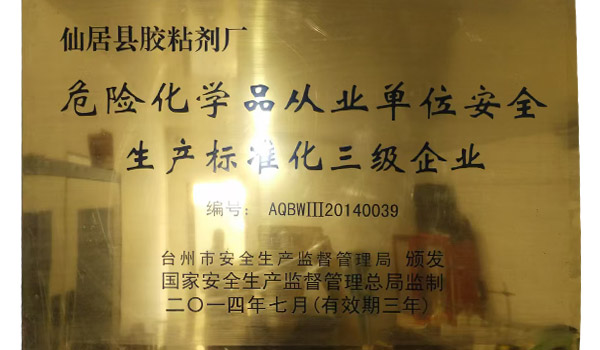 仙居县胶粘剂厂
危险化学品从业单位安全
生产标准化三级企业
编号: AQBWⅢ20140039
台州市安全生产监督管理局 颁发
国家安全生产监督管理总局监制
二〇一四年七月(有效期三年)